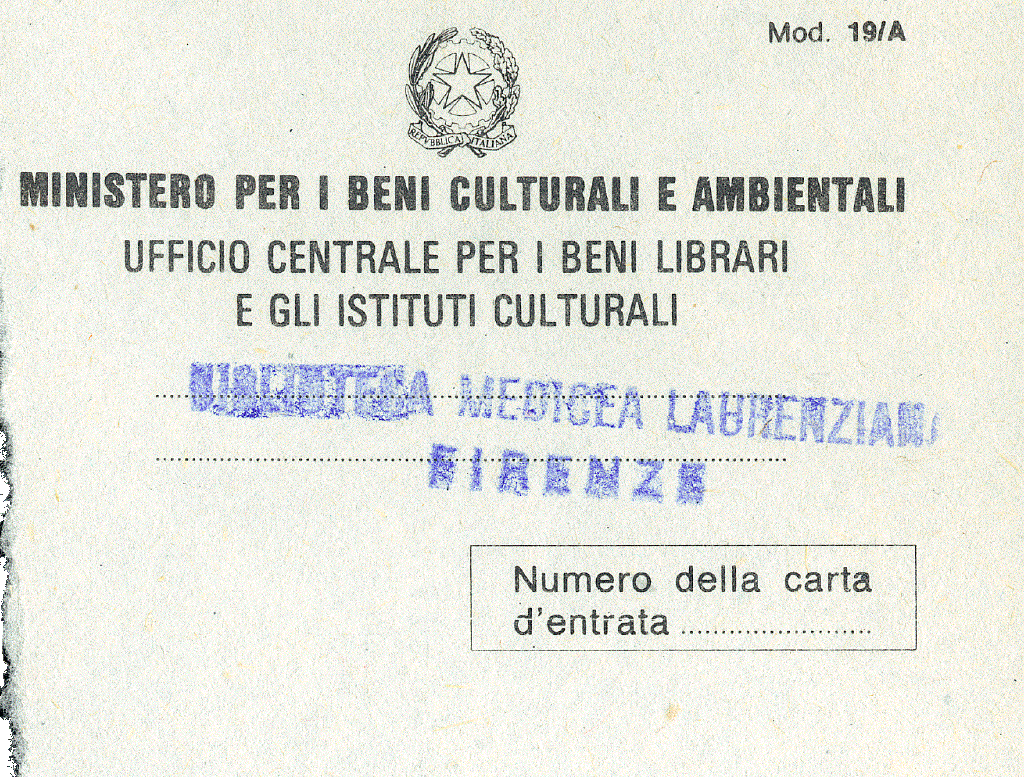 Mod. 19/A
REPVBBLICA ITALIANA
MINISTERO PER I BENI CULTURALI E AMBIENTALI
UFFICIO CENTRALE PER I BENI LIBRARI
E GLI ISTITUTI CULTURALI
BIBLIOTECA MEDICEA LAURENZIANA
FIRENZE
Numero della carta
d'entrata ........................